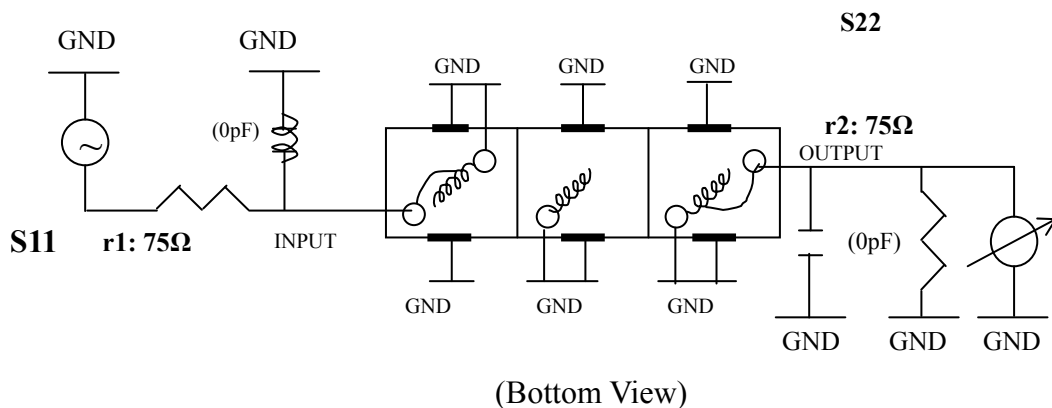 S22
GND
GND
GND
GND
GND
(0pF)
r2: 75Ω
OUTPUT
S11
r1: 75Ω
INPUT
(0pF)
GND
GND
GND
GND
GND
GND
(Bottom View)